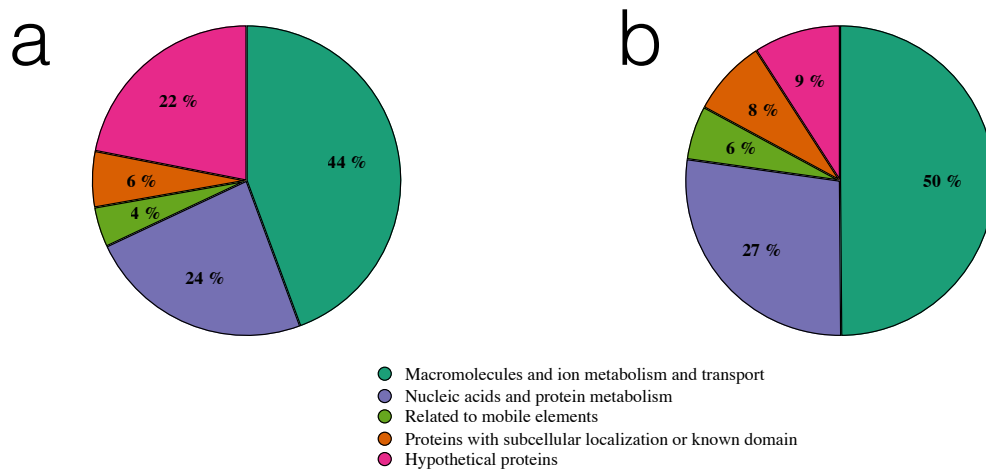 a
b
22 %
44 %
6 %
4 %
24 %
9 %
8 %
6 %
50 %
27 %
Macromolecules and ion metabolism and transport
Nucleic acids and protein metabolism
Related to mobile elements
Proteins with subcellular localization or known domain
Hypothetical proteins